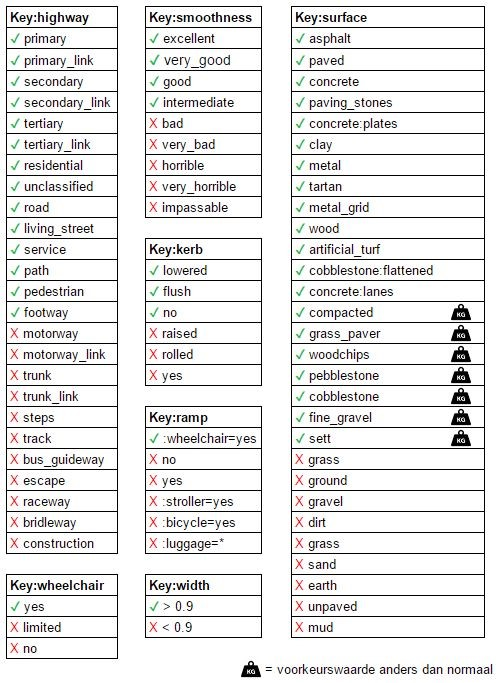 Key:highway
✓ primary
✓ primary_link
✓ secondary
✓ secondary_link
✓ tertiary
✓ tertiary_link
✓ residential
✓ unclassified
✓ road
✓ living_street
✓ service
✓ path
✓ pedestrian
✓ footway
X motorway
X motorway_link
X trunk
X trunk_link
X steps
X track
X bus_guideway
X escape
X raceway
X bridleway
X construction
Key:wheelchair
✓ yes
X limited
X no
Key:smoothness
✓ excellent
✓ very_good
✓ good
✓ intermediate
X bad
X very_bad
X horrible
X very_horrible
X impassable
Key:kerb
✓ lowered
✓ flush
✓ no
X raised
X rolled
X yes
Key:ramp
✓ :wheelchair=yes
X no
X yes
X :stroller=yes
X :bicycle=yes
X :luggage=*
Key:width
✓ > 0.9
X < 0.9
Key:surface
✓ asphalt
✓ paved
✓ concrete
✓ paving_stones
✓ concrete:plates
✓ clay
✓ metal
✓ tartan
✓ metal_grid
✓ wood
✓ artificial_turf
✓ cobblestone:flattened
✓ concrete:lanes
✓ compacted KG
✓ grass_paver KG
✓ woodchips KG
✓ pebblestone KG
✓ cobblestone KG
✓ fine_gravel KG
✓ sett KG
X grass
X ground
X gravel
X dirt
X grass
X sand
X earth
X unpaved
X mud
KG = voorkeurswaarde anders dan normaal